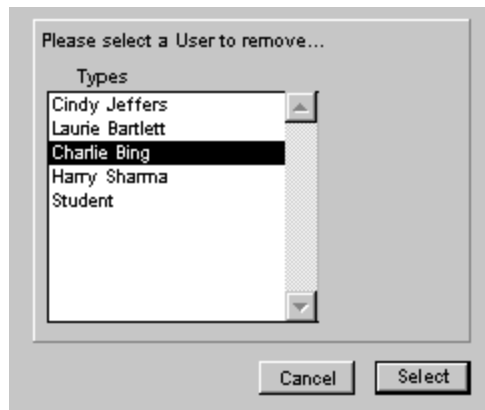 Please select a User to remove...
Types
Cindy Jeffers
Laurie Bartlett
Charlie Bing
Harry Sharma
Student
Cancel
Select